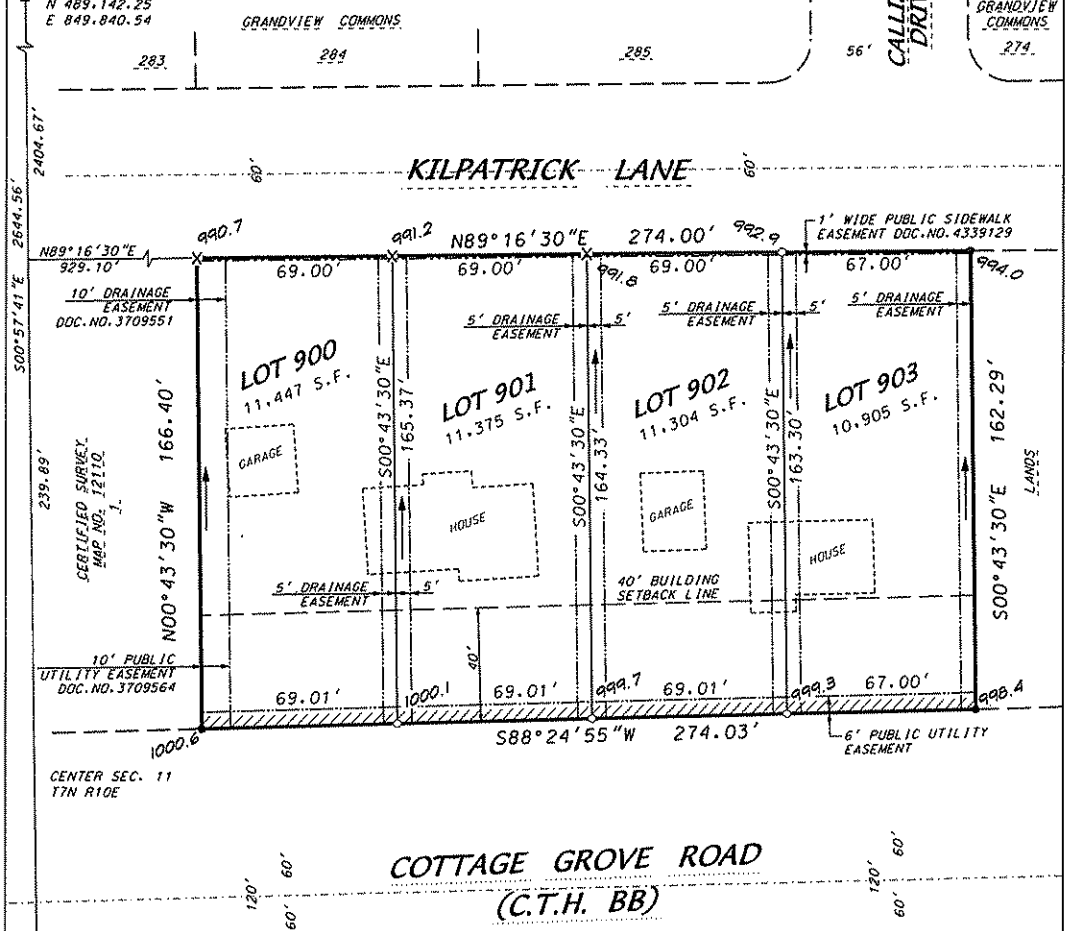 N 489,142.25
E 849,840.54
GRANDVIEW COMMONS
283
284
285
56'
GRANDVIEW
COMMONS
274
2404.67'
60'
KILPATRICK LANE
60'
S00°57'41"E 2644.56'
N89°16'30"E
929.10'
990.7
991.2
N89°16'30"E 274.00'
992.9
1' WIDE PUBLIC SIDEWALK
EASEMENT DOC.NO.4339129
994.0
69.00'
69.00'
991.8
69.00'
67.00'
10' DRAINAGE
EASEMENT
DOC.NO.3709551
5' DRAINAGE
EASEMENT
5'
5' DRAINAGE
EASEMENT
5'
5' DRAINAGE
EASEMENT
LOT 900
11,447 S.F.
LOT 901
11,375 S.F.
LOT 902
11,304 S.F.
LOT 903
10,905 S.F.
N00°43'30"W 166.40'
S00°43'30"E
165.37'
S00°43'30"E 164.33'
S00°43'30"E
163.30'
S00°43'30"E 162.29'
LANDS
239.89'
CERTIFIED SURVEY
MAP NO. 12110
1.
GARAGE
HOUSE
GARAGE
HOUSE
5' DRAINAGE
EASEMENT
5'
40' BUILDING
SETBACK LINE
40'
10' PUBLIC
UTILITY EASEMENT
DOC.NO.3709564
69.01'
1000.1
69.01'
999.7
69.01'
999.3
67.00'
998.4
1000.6
S88°24'55"W 274.03'
6' PUBLIC UTILITY
EASEMENT
CENTER SEC. 11
T7N R10E
COTTAGE GROVE ROAD
(C.T.H. BB)
120'
60'
60'
120'
60'
60'